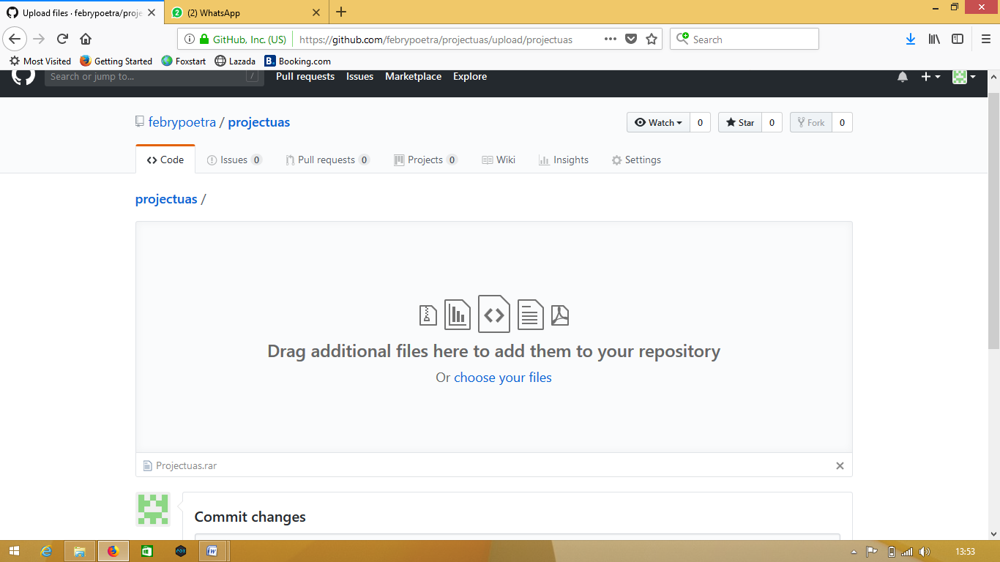 Upload files · febrypoetra/proje
(2) WhatsApp
GitHub, Inc. (US)
https://github.com/febrypoetra/projectuas/upload/projectuas
Search
Most Visited
Getting Started
Foxstart
Lazada
B.
Booking.com
Search or jump to...
/
Pull requests
Issues
Marketplace
Explore
febrypoetra / projectuas
Watch
0
Star
0
Fork
0
Code
Issues 0
Pull requests 0
Projects 0
Wiki
Insights
Settings
projectuas /
Drag additional files here to add them to your repository
Or choose your files
Projectuas.rar
Commit changes
13:53